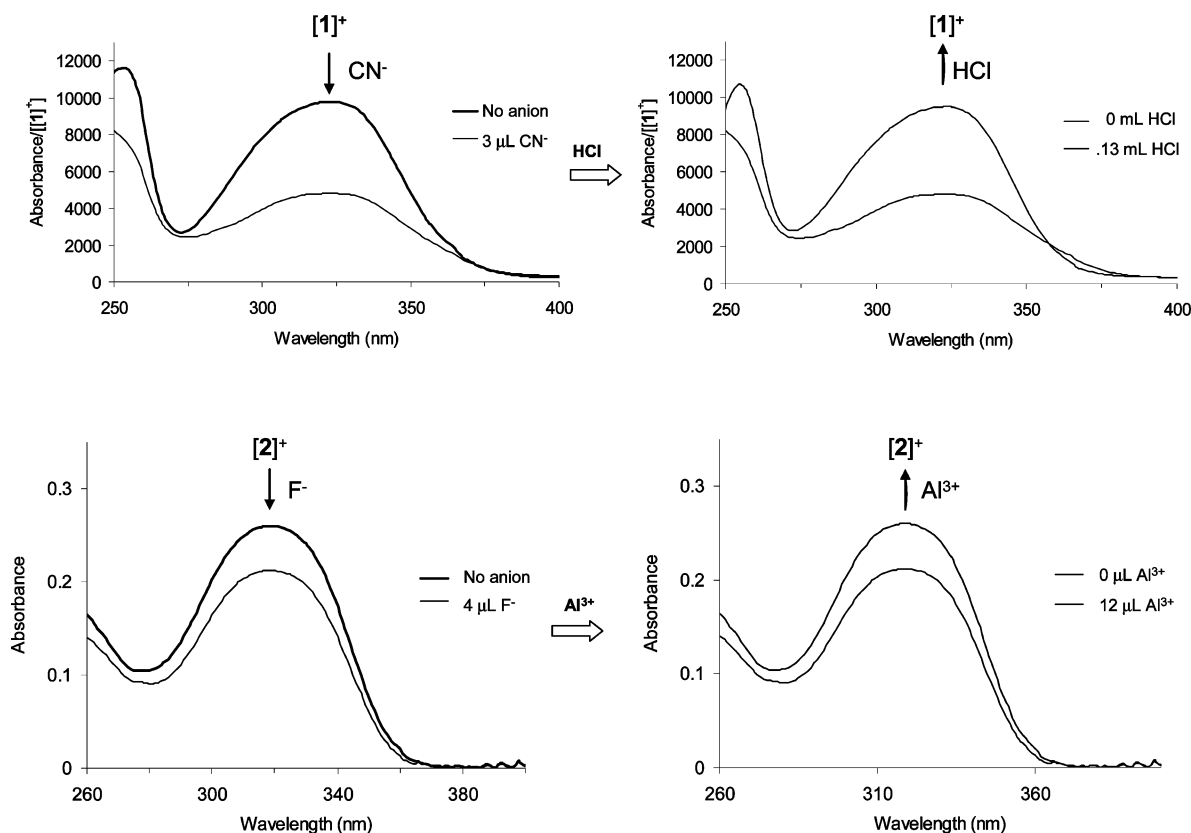 [1]+
CN-
12000
10000
8000
6000
4000
2000
0
250
300
350
400
Absorbance/[[1]+
Wavelength (nm)
No anion
3 µL CN-
HCl
[1]+
HCl
12000
10000
8000
6000
4000
2000
0
250
300
350
400
Absorbance/[[1]+
Wavelength (nm)
0 mL HCl
.13 mL HCl
[2]+
F-
0.3
0.2
0.1
0
260
300
340
380
Absorbance
Wavelength (nm)
No anion
4 µL F-
Al3+
[2]+
Al3+
0.3
0.2
0.1
0
260
310
360
Absorbance
Wavelength (nm)
0 µL Al3+
12 µL Al3+